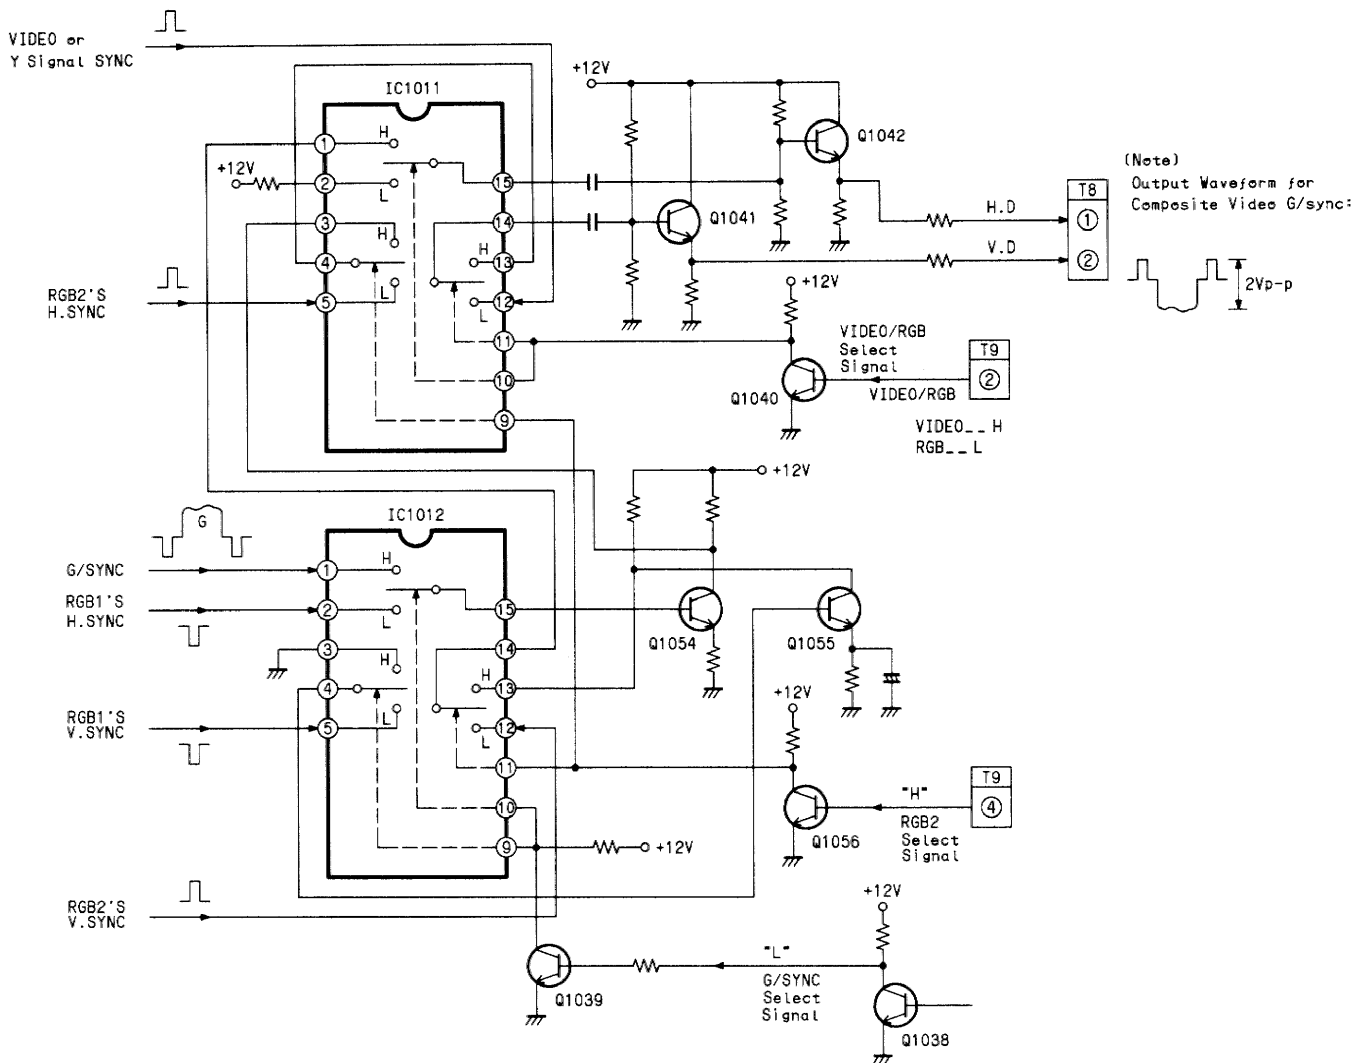 VIDEO or
Y Signal SYNC
IC1011
1
H
+12V
2
L
3
H
4
L
5
15
14
H
13
12
L
11
10
9
RGB2'S
H.SYNC
+12V
Q1042
Q1041
H.D
V.D
T8
1
2
(Note)
Output Waveform for
Composite Video G/sync:
2Vp-p
+12V
VIDEO/RGB
Select
Signal
Q1040
VIDEO/RGB
T9
2
VIDEO__ H
RGB__ L
+12V
IC1012
G
G/SYNC
1
H
RGB1'S
H.SYNC
2
L
3
H
4
RGB1'S
V.SYNC
5
L
15
14
H
13
12
L
11
10
9
Q1054
Q1055
+12V
"H"
RGB2
Select
Signal
T9
4
Q1056
+12V
RGB2'S
V.SYNC
+12V
"L"
G/SYNC
Select
Signal
Q1039
Q1038